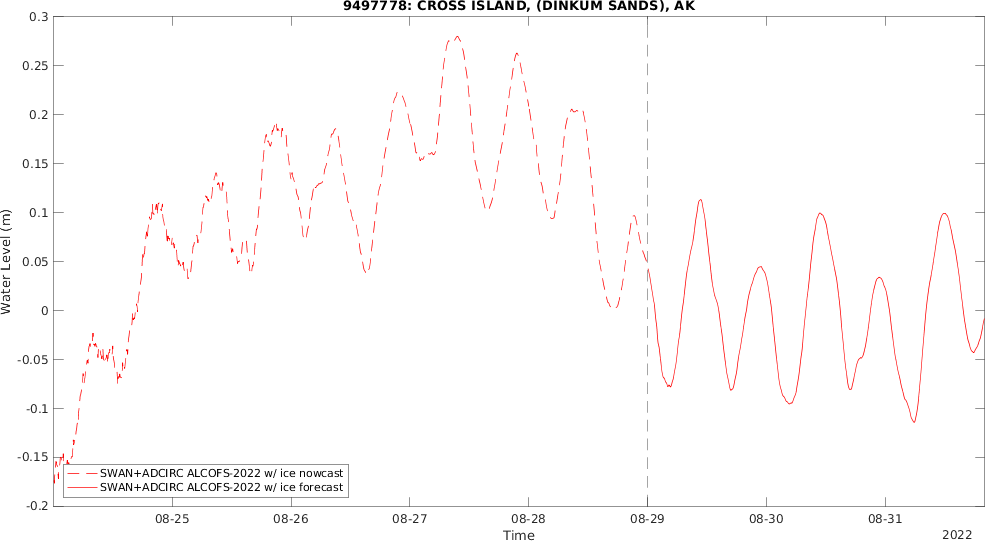 9497778: CROSS ISLAND, (DINKUM SANDS), AK
0.3
0.25
0.2
0.15
0.1
0.05
0
-0.05
-0.1
-0.15
-0.2
Water Level (m)
SWAN+ADCIRC ALCOFS-2022 w/ ice nowcast
SWAN+ADCIRC ALCOFS-2022 w/ ice forecast
08-25 08-26 08-27 08-28 08-29 08-30 08-31
Time
2022